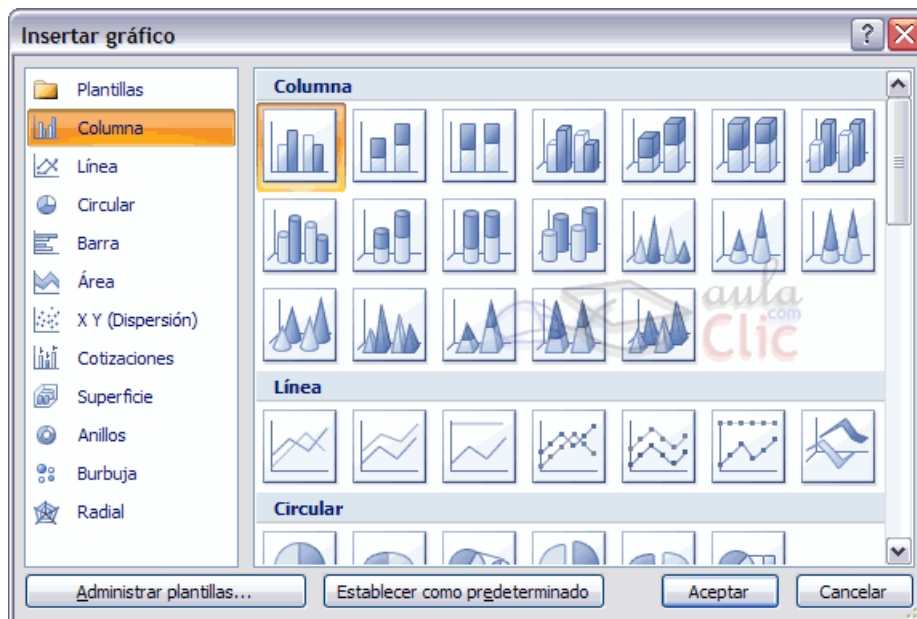 Insertar gráfico
Plantillas
Columna
Línea
Circular
Barra
Área
X Y (Dispersión)
Cotizaciones
Superficie
Anillos
Burbuja
Radial
Columna
aula
.com
Clic
Línea
Circular
Administrar plantillas...
Establecer como predeterminado
Aceptar
Cancelar